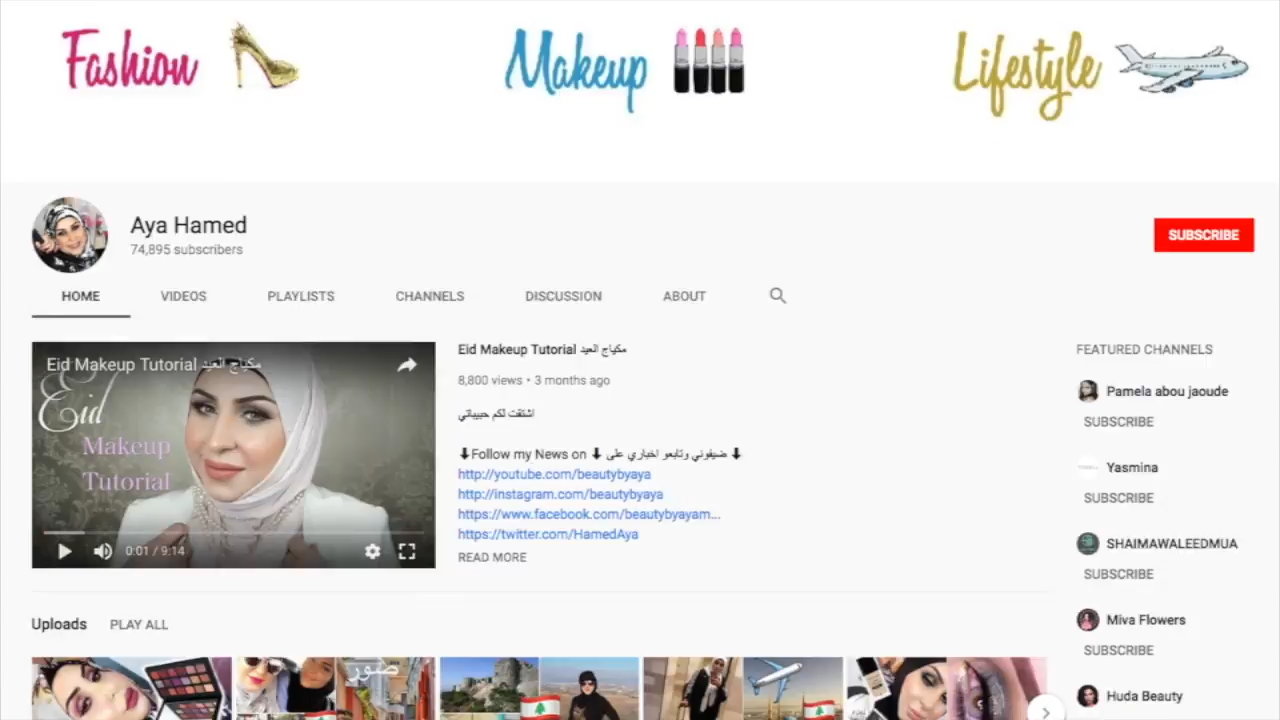 Fashion
Makeup
Lifestyle
Aya Hamed
74,895 subscribers
SUBSCRIBE
HOME
VIDEOS
PLAYLISTS
CHANNELS
DISCUSSION
ABOUT
Eid Makeup Tutorial مكياج العيد
Eid
Makeup
Tutorial
0:01 / 9:14
Eid Makeup Tutorial مكياج العيد
8,800 views • 3 months ago
اشتقت لكم حبيباتي
⬇Follow my News on ⬇ ضيفوني وتابعو اخباري على ⬇
http://youtube.com/beautybyaya
http://instagram.com/beautybyaya
https://www.facebook.com/beautybyayam...
https://twitter.com/HamedAya
READ MORE
FEATURED CHANNELS
Pamela abou jaoude
SUBSCRIBE
Yasmina
SUBSCRIBE
SHAIMAWALEEDMUA
SUBSCRIBE
Miva Flowers
SUBSCRIBE
Huda Beauty
Uploads
PLAY ALL
صور